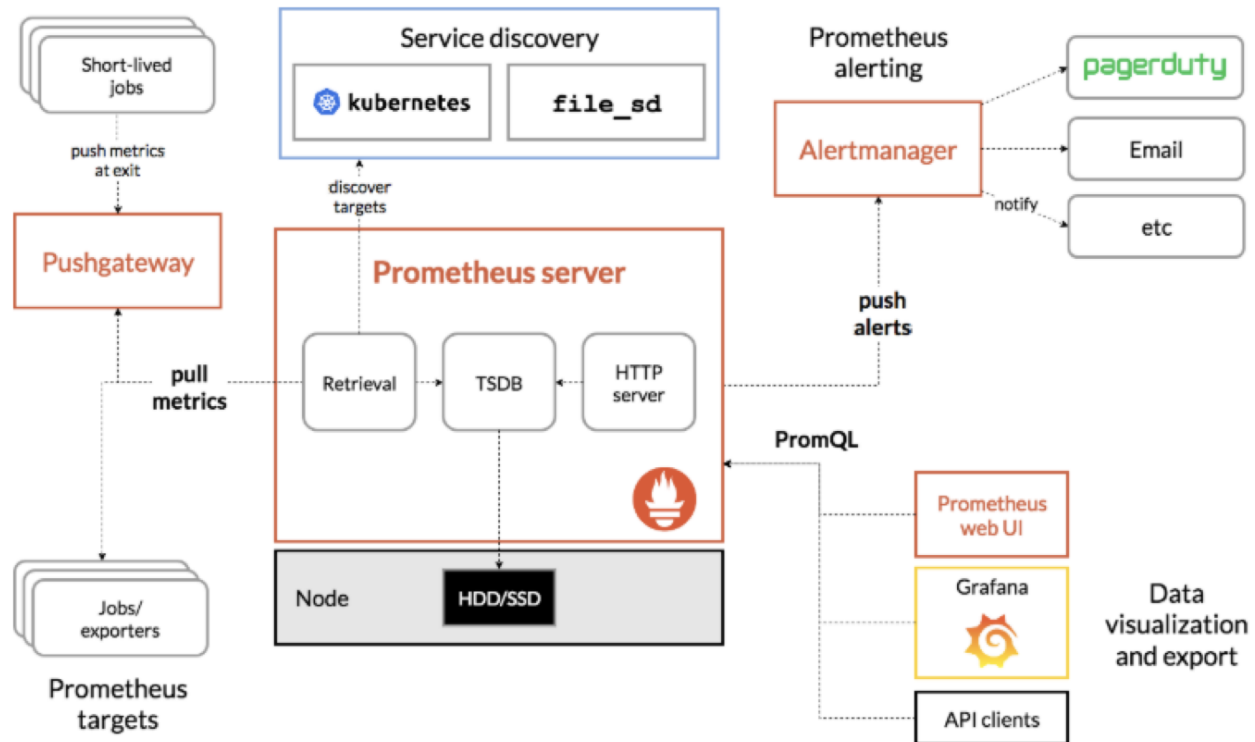 Short-lived
jobs
push metrics
at exit
Pushgateway
Service discovery
kubernetes
file_sd
discover
targets
Prometheus
alerting
Alertmanager
pagerduty
Email
notify
etc
Prometheus server
Retrieval
TSDB
HTTP
server
pull
metrics
push
alerts
PromQL
Node
HDD/SSD
Jobs/
exporters
Prometheus
targets
Prometheus
web UI
Grafana
API clients
Data
visualization
and export